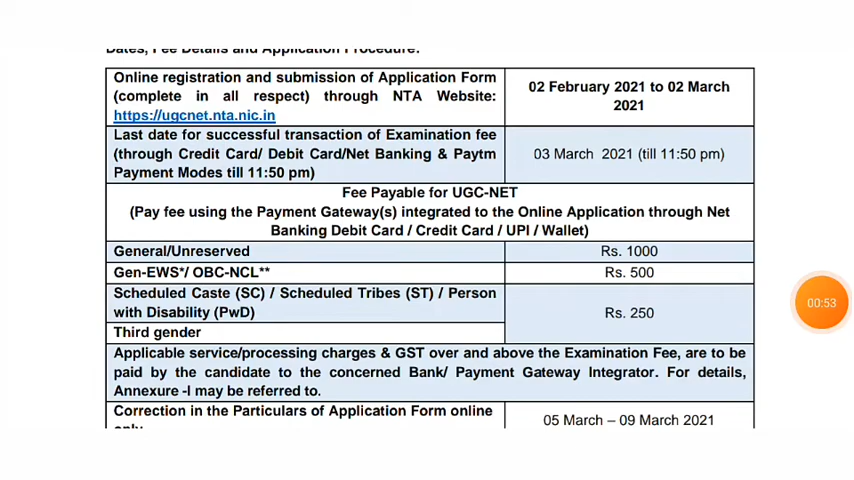 Dates, Fee Details and Application Procedure:
Online registration and submission of Application Form
(complete in all respect) through NTA Website:
https://ugcnet.nta.nic.in
02 February 2021 to 02 March
2021
Last date for successful transaction of Examination fee
(through Credit Card/ Debit Card/Net Banking & Paytm
Payment Modes till 11:50 pm)
03 March 2021 (till 11:50 pm)
Fee Payable for UGC-NET
(Pay fee using the Payment Gateway(s) integrated to the Online Application through Net
Banking Debit Card / Credit Card / UPI / Wallet)
General/Unreserved
Rs. 1000
Gen-EWS*/ OBC-NCL**
Rs. 500
Scheduled Caste (SC) / Scheduled Tribes (ST) / Person
with Disability (PwD)
Rs. 250
Third gender
Applicable service/processing charges & GST over and above the Examination Fee, are to be
paid by the candidate to the concerned Bank/ Payment Gateway Integrator. For details,
Annexure -I may be referred to.
Correction in the Particulars of Application Form online
only
05 March – 09 March 2021
00:53